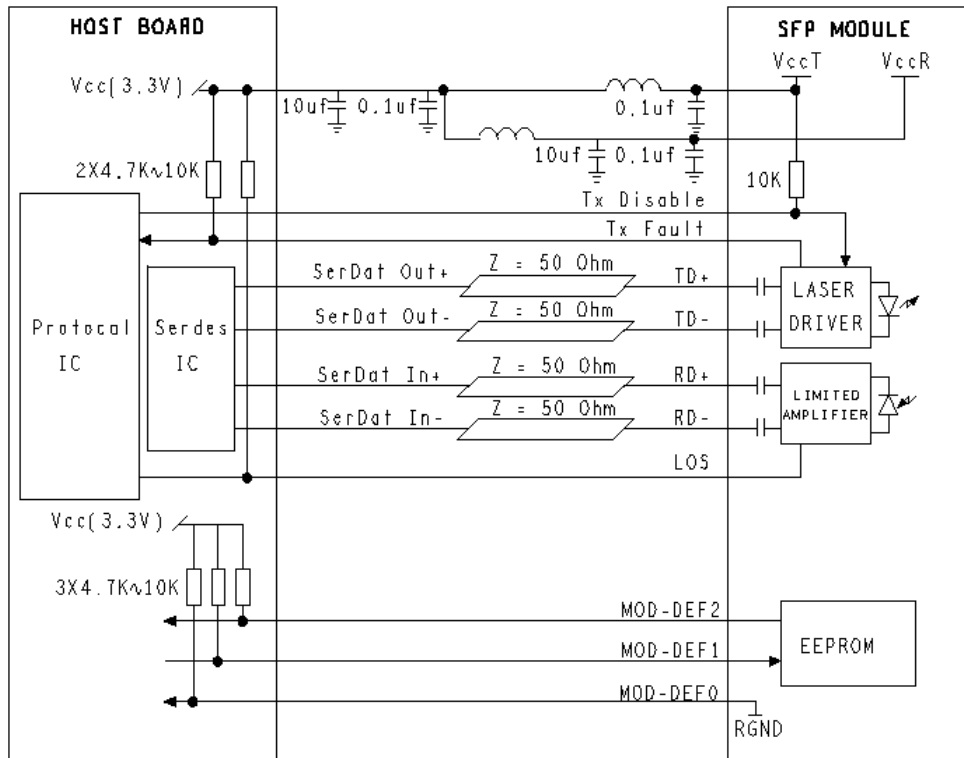 HOST BOARD
SFP MODULE
VccT
VccR
Vcc(3.3V)
10uf
0.1uf
0.1uf
10uf
0.1uf
2X4.7K∿10K
10K
Tx Disable
Tx Fault
SerDat Out+
Z = 50 Ohm
TD+
SerDat Out-
Z = 50 Ohm
TD-
LASER
DRIVER
Protocal
IC
Serdes
IC
SerDat In+
Z = 50 Ohm
RD+
SerDat In-
Z = 50 Ohm
RD-
LIMITED
AMPLIFIER
LOS
Vcc(3.3V)
3X4.7K∿10K
MOD-DEF2
MOD-DEF1
MOD-DEF0
EEPROM
RGND